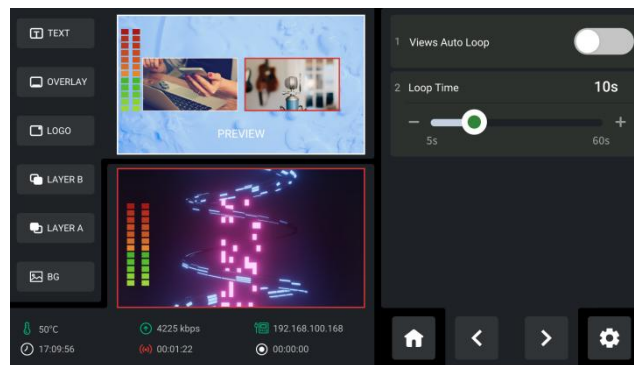 TEXT
OVERLAY
LOGO
LAYER B
LAYER A
BG
PREVIEW
50°C
4225 kbps
192.168.100.168
17:09:56
00:01:22
00:00:00
1 Views Auto Loop
2 Loop Time 10s
− +
5s 60s